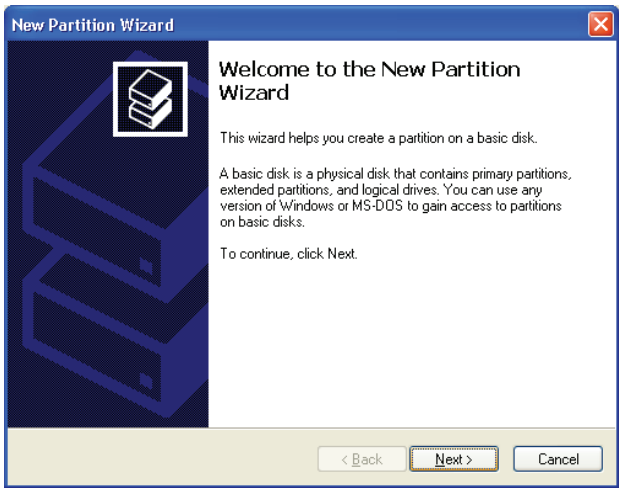 New Partition Wizard
Welcome to the New Partition
Wizard
This wizard helps you create a partition on a basic disk.
A basic disk is a physical disk that contains primary partitions,
extended partitions, and logical drives. You can use any
version of Windows or MS-DOS to gain access to partitions
on basic disks.
To continue, click Next.
< Back Next > Cancel